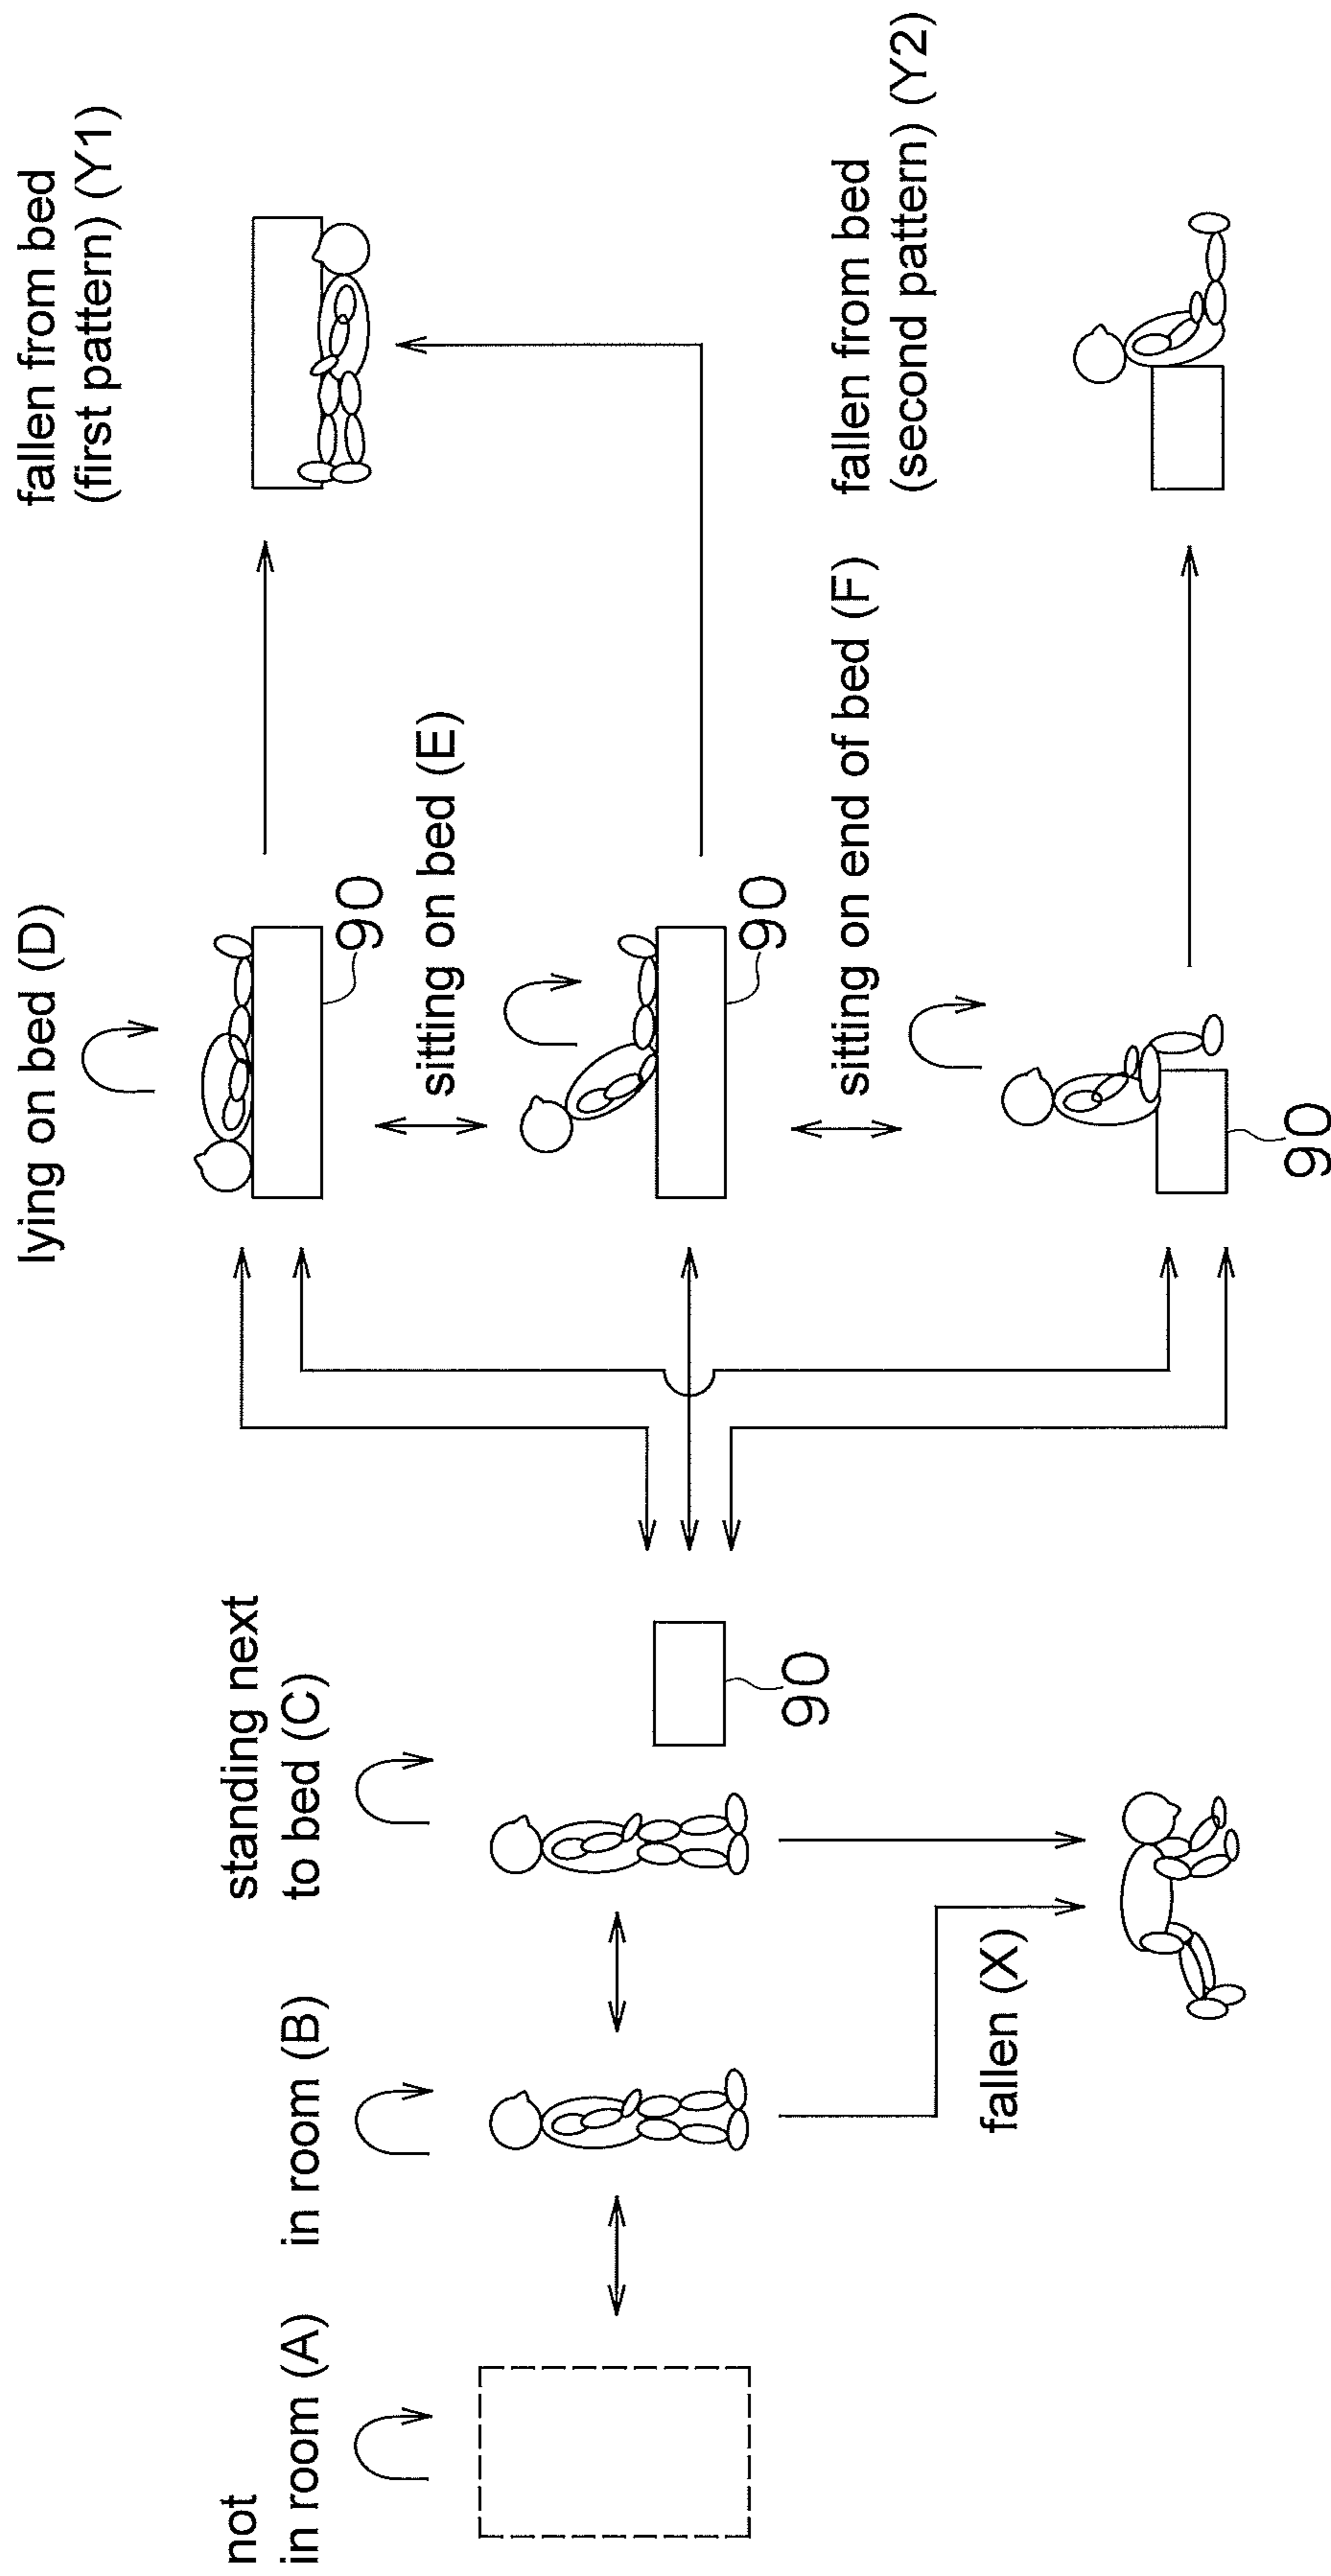 not
in room (A)
in room (B)
standing next
to bed (C)
90
fallen (X)
lying on bed (D)
90
sitting on bed (E)
90
sitting on end of bed (F)
90
fallen from bed
(first pattern) (Y1)
fallen from bed
(second pattern) (Y2)